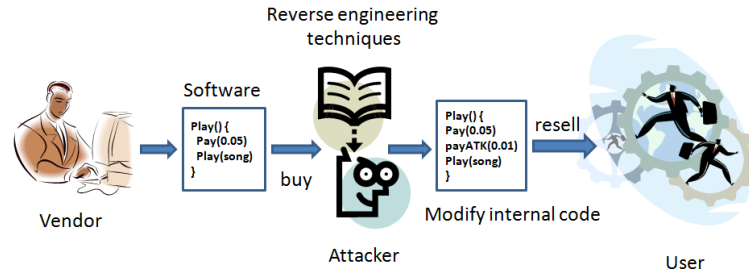 Reverse engineering
techniques
Software
Play() {
Pay(0.05)
Play(song)
}
buy
Play() {
Pay(0.05)
payATK(0.01)
Play(song)
}
resell
Modify internal code
Vendor
Attacker
User